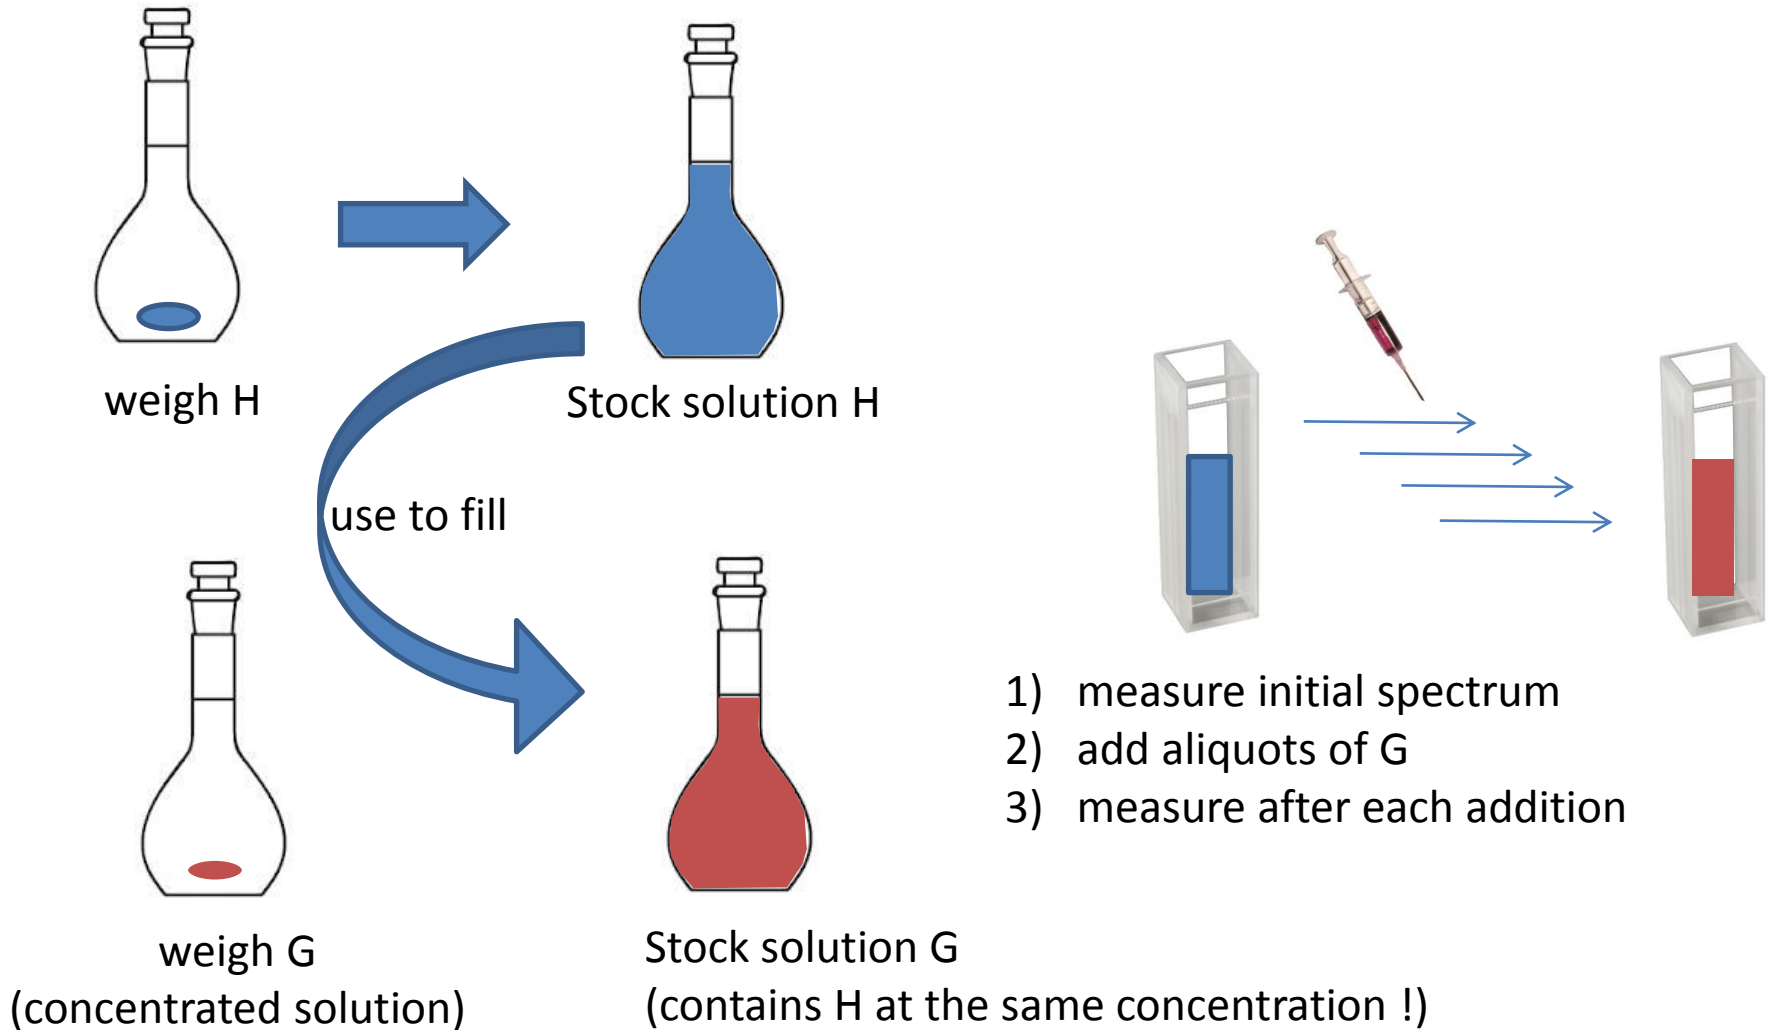 weigh H
Stock solution H
use to fill
weigh G
(concentrated solution)
Stock solution G
(contains H at the same concentration !)
1) measure initial spectrum
2) add aliquots of G
3) measure after each addition